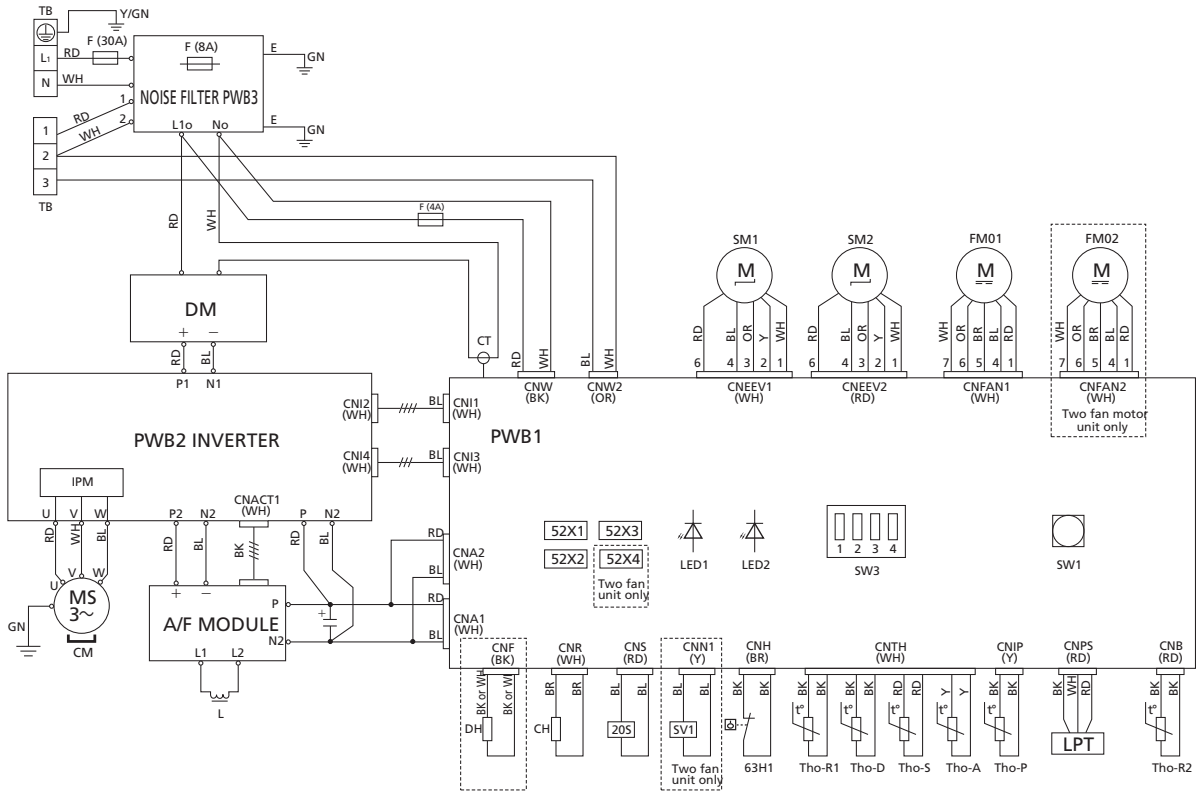 TB
Y/GN
L1
RD
F (30A)
N
WH
1
2
RD
WH
F (8A)
NOISE FILTER PWB3
L1o
No
E
GN
E
GN
1
2
3
TB
RD
WH
F (4A)
DM
+
−
RD
BL
P1
N1
CT
RD
WH
BL
WH
CNW
(BK)
CNW2
(OR)
SM1
M
RD
BL
OR
Y
WH
6
4
3
2
1
CNEEV1
(WH)
SM2
M
RD
BL
OR
Y
WH
6
4
3
2
1
CNEEV2
(RD)
FM01
M
WH
OR
BR
BL
RD
7
6
5
4
1
CNFAN1
(WH)
FM02
M
WH
OR
BR
BL
RD
7
6
5
4
1
CNFAN2
(WH)
Two fan motor
unit only
PWB2 INVERTER
CNI2
(WH)
BL
CNI1
(WH)
CNI4
(WH)
BL
CNI3
(WH)
PWB1
IPM
U
V
W
RD
WH
BL
U
V
W
MS
3~
GN
CM
P2
N2
RD
BL
CNACT1
(WH)
BK
P
N2
RD
BL
+
−
A/F MODULE
P
N2
L1
L2
L
+
RD
BL
CNA2
(WH)
RD
BL
CNA1
(WH)
52X1
52X3
52X2
52X4
Two fan
unit only
LED1
LED2
1
2
3
4
SW3
SW1
CNF
(BK)
BK or WH
BK or WH
DH
CNR
(WH)
BR
BR
CH
CNS
(RD)
BL
BL
20S
CNN1
(Y)
BL
BL
SV1
Two fan
unit only
CNH
(BR)
BK
BK
63H1
CNTH
(WH)
BK
BK
t°
Tho-R1
BK
BK
t°
Tho-D
RD
RD
t°
Tho-S
Y
Y
t°
Tho-A
CNIP
(Y)
BK
BK
t°
Tho-P
CNPS
(RD)
BK
WH
RD
LPT
CNB
(RD)
BK
BK
t°
Tho-R2